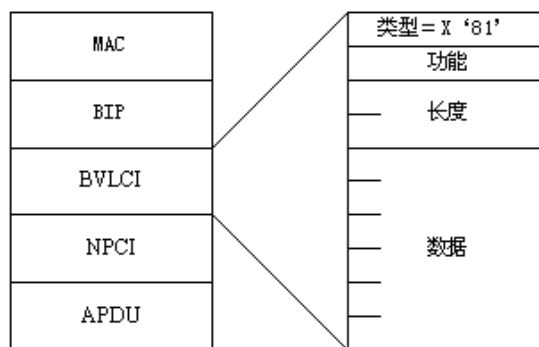 MAC
BIP
BVLCI
NPCI
APDU
类型＝X‘81’
功能
长度
数据